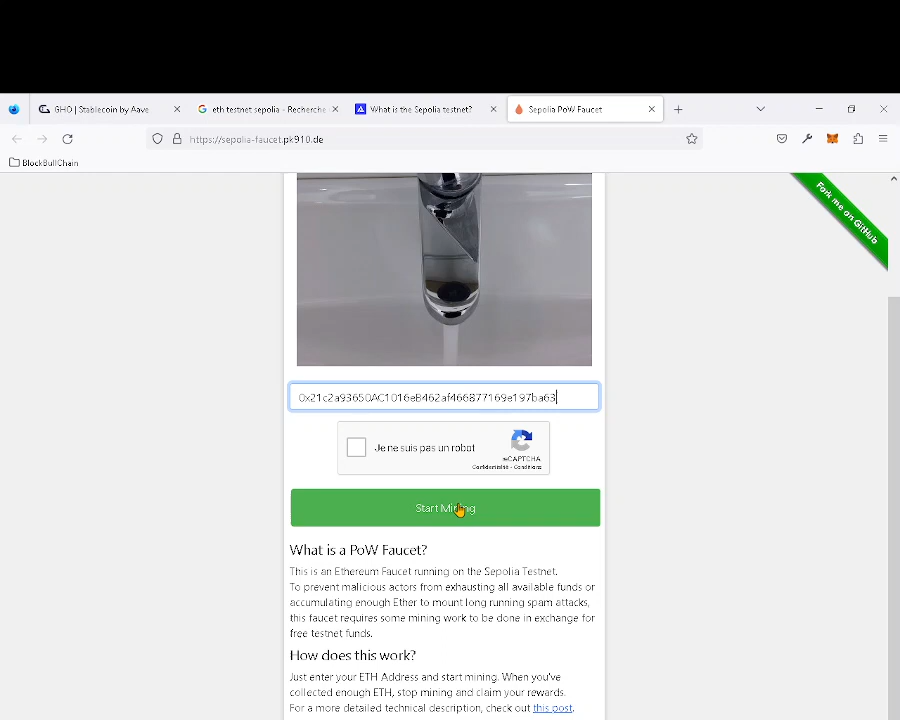 GHO | Stablecoin by Aave
eth testnet sepolia - Recherche
What is the Sepolia testnet?
Sepolia PoW Faucet
https://sepolia-faucet.pk910.de
BlockBullChain
Fork me on GitHub
0x21c2a93650AC1016eB462af466877169e197ba63
Je ne suis pas un robot
reCAPTCHA
Confidentialité - Conditions
Start Mining
What is a PoW Faucet?
This is an Ethereum Faucet running on the Sepolia Testnet.
To prevent malicious actors from exhausting all available funds or
accumulating enough Ether to mount long running spam attacks,
this faucet requires some mining work to be done in exchange for
free testnet funds.
How does this work?
Just enter your ETH Address and start mining. When you've
collected enough ETH, stop mining and claim your rewards.
For a more detailed technical description, check out this post.